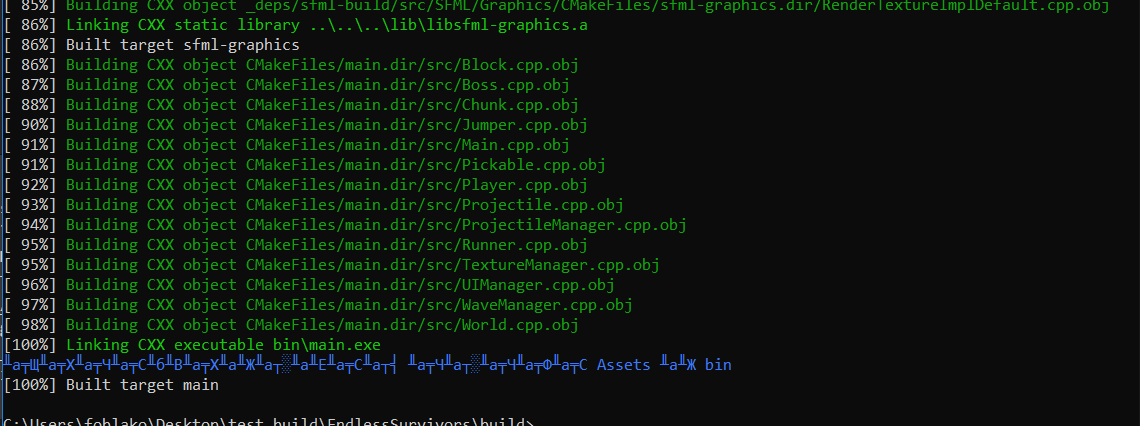 [ 85%] Building CXX object _deps/sfml-build/src/SFML/Graphics/CMakeFiles/sfml-graphics.dir/RenderTextureImplDefault.cpp.obj
[ 86%] Linking CXX static library ..\..\..\lib\libsfml-graphics.a
[ 86%] Built target sfml-graphics
[ 86%] Building CXX object CMakeFiles/main.dir/src/Block.cpp.obj
[ 87%] Building CXX object CMakeFiles/main.dir/src/Boss.cpp.obj
[ 88%] Building CXX object CMakeFiles/main.dir/src/Chunk.cpp.obj
[ 90%] Building CXX object CMakeFiles/main.dir/src/Jumper.cpp.obj
[ 91%] Building CXX object CMakeFiles/main.dir/src/Main.cpp.obj
[ 91%] Building CXX object CMakeFiles/main.dir/src/Pickable.cpp.obj
[ 92%] Building CXX object CMakeFiles/main.dir/src/Player.cpp.obj
[ 93%] Building CXX object CMakeFiles/main.dir/src/Projectile.cpp.obj
[ 94%] Building CXX object CMakeFiles/main.dir/src/ProjectileManager.cpp.obj
[ 95%] Building CXX object CMakeFiles/main.dir/src/Runner.cpp.obj
[ 95%] Building CXX object CMakeFiles/main.dir/src/TextureManager.cpp.obj
[ 96%] Building CXX object CMakeFiles/main.dir/src/UIManager.cpp.obj
[ 97%] Building CXX object CMakeFiles/main.dir/src/WaveManager.cpp.obj
[ 98%] Building CXX object CMakeFiles/main.dir/src/World.cpp.obj
[100%] Linking CXX executable bin\main.exe
Assets bin
[100%] Built target main
C:\Users\foblako\Desktop\test_build\EndlessSurvivors\build>